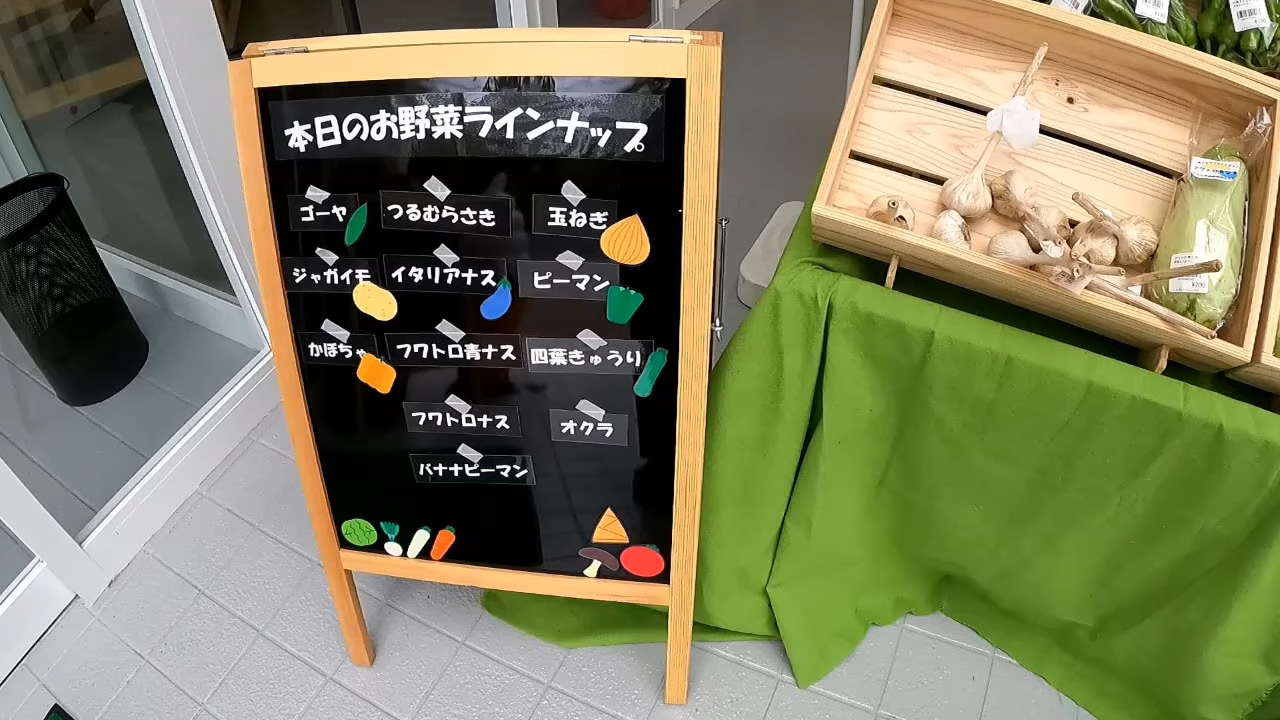 本日のお野菜ラインナップ
ゴーヤ
つるむらさき
玉ねぎ
ジャガイモ
イタリアナス
ピーマン
かぼちゃ
フワトロ青ナス
四葉きゅうり
フワトロナス
オクラ
バナナピーマン
¥200